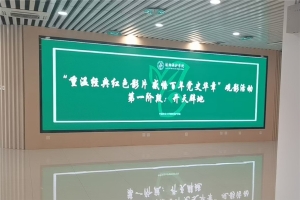 “重温经典红色影片 感悟百年党史华章”观影活动
第一阶段：开天辟地